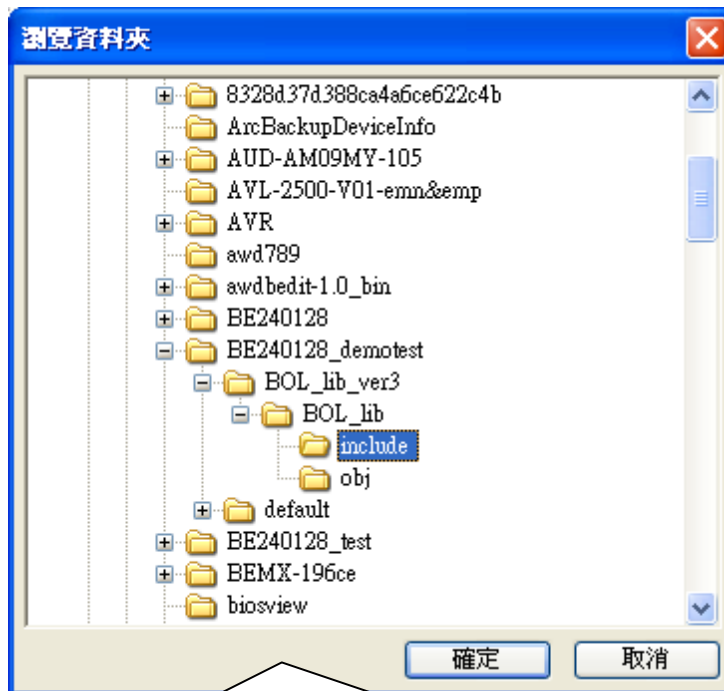 瀏覽資料夾
8328d37d388ca4a6ce622c4b
ArcBackupDeviceInfo
AUD-AM09MY-105
AVL-2500-V01-emn&emp
AVR
awd789
awdbedit-1.0_bin
BE240128
BE240128_demotest
BOL_lib_ver3
BOL_lib
include
obj
default
BE240128_test
BEMX-196ce
biosview
確定 取消